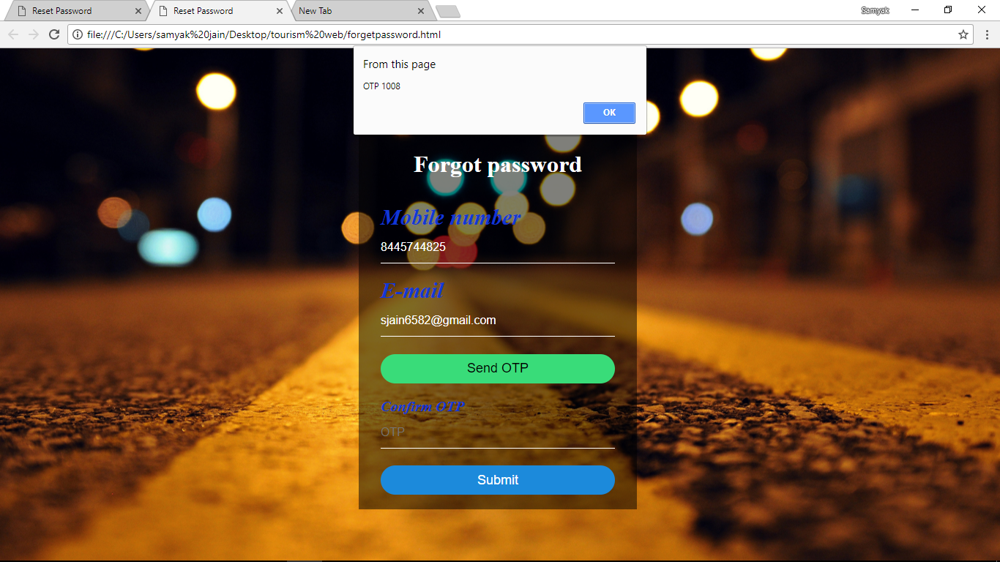 Reset Password
Reset Password
New Tab
Samyak
file:///C:/Users/samyak%20jain/Desktop/tourism%20web/forgetpassword.html
From this page
OTP 1008
OK
Forgot password
Mobile number
8445744825
E-mail
sjain6582@gmail.com
Send OTP
Confirm OTP
OTP
Submit